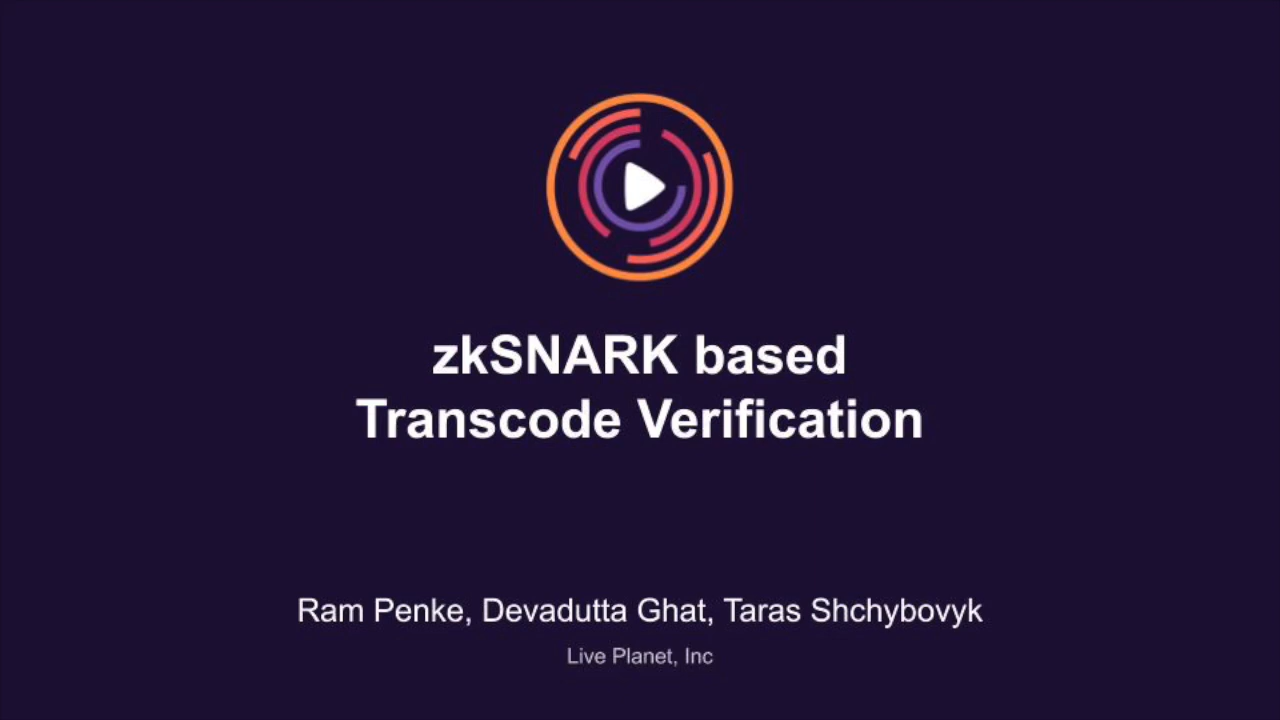 zkSNARK based
Transcode Verification
Ram Penke, Devadutta Ghat, Taras Shchybovyk
Live Planet, Inc